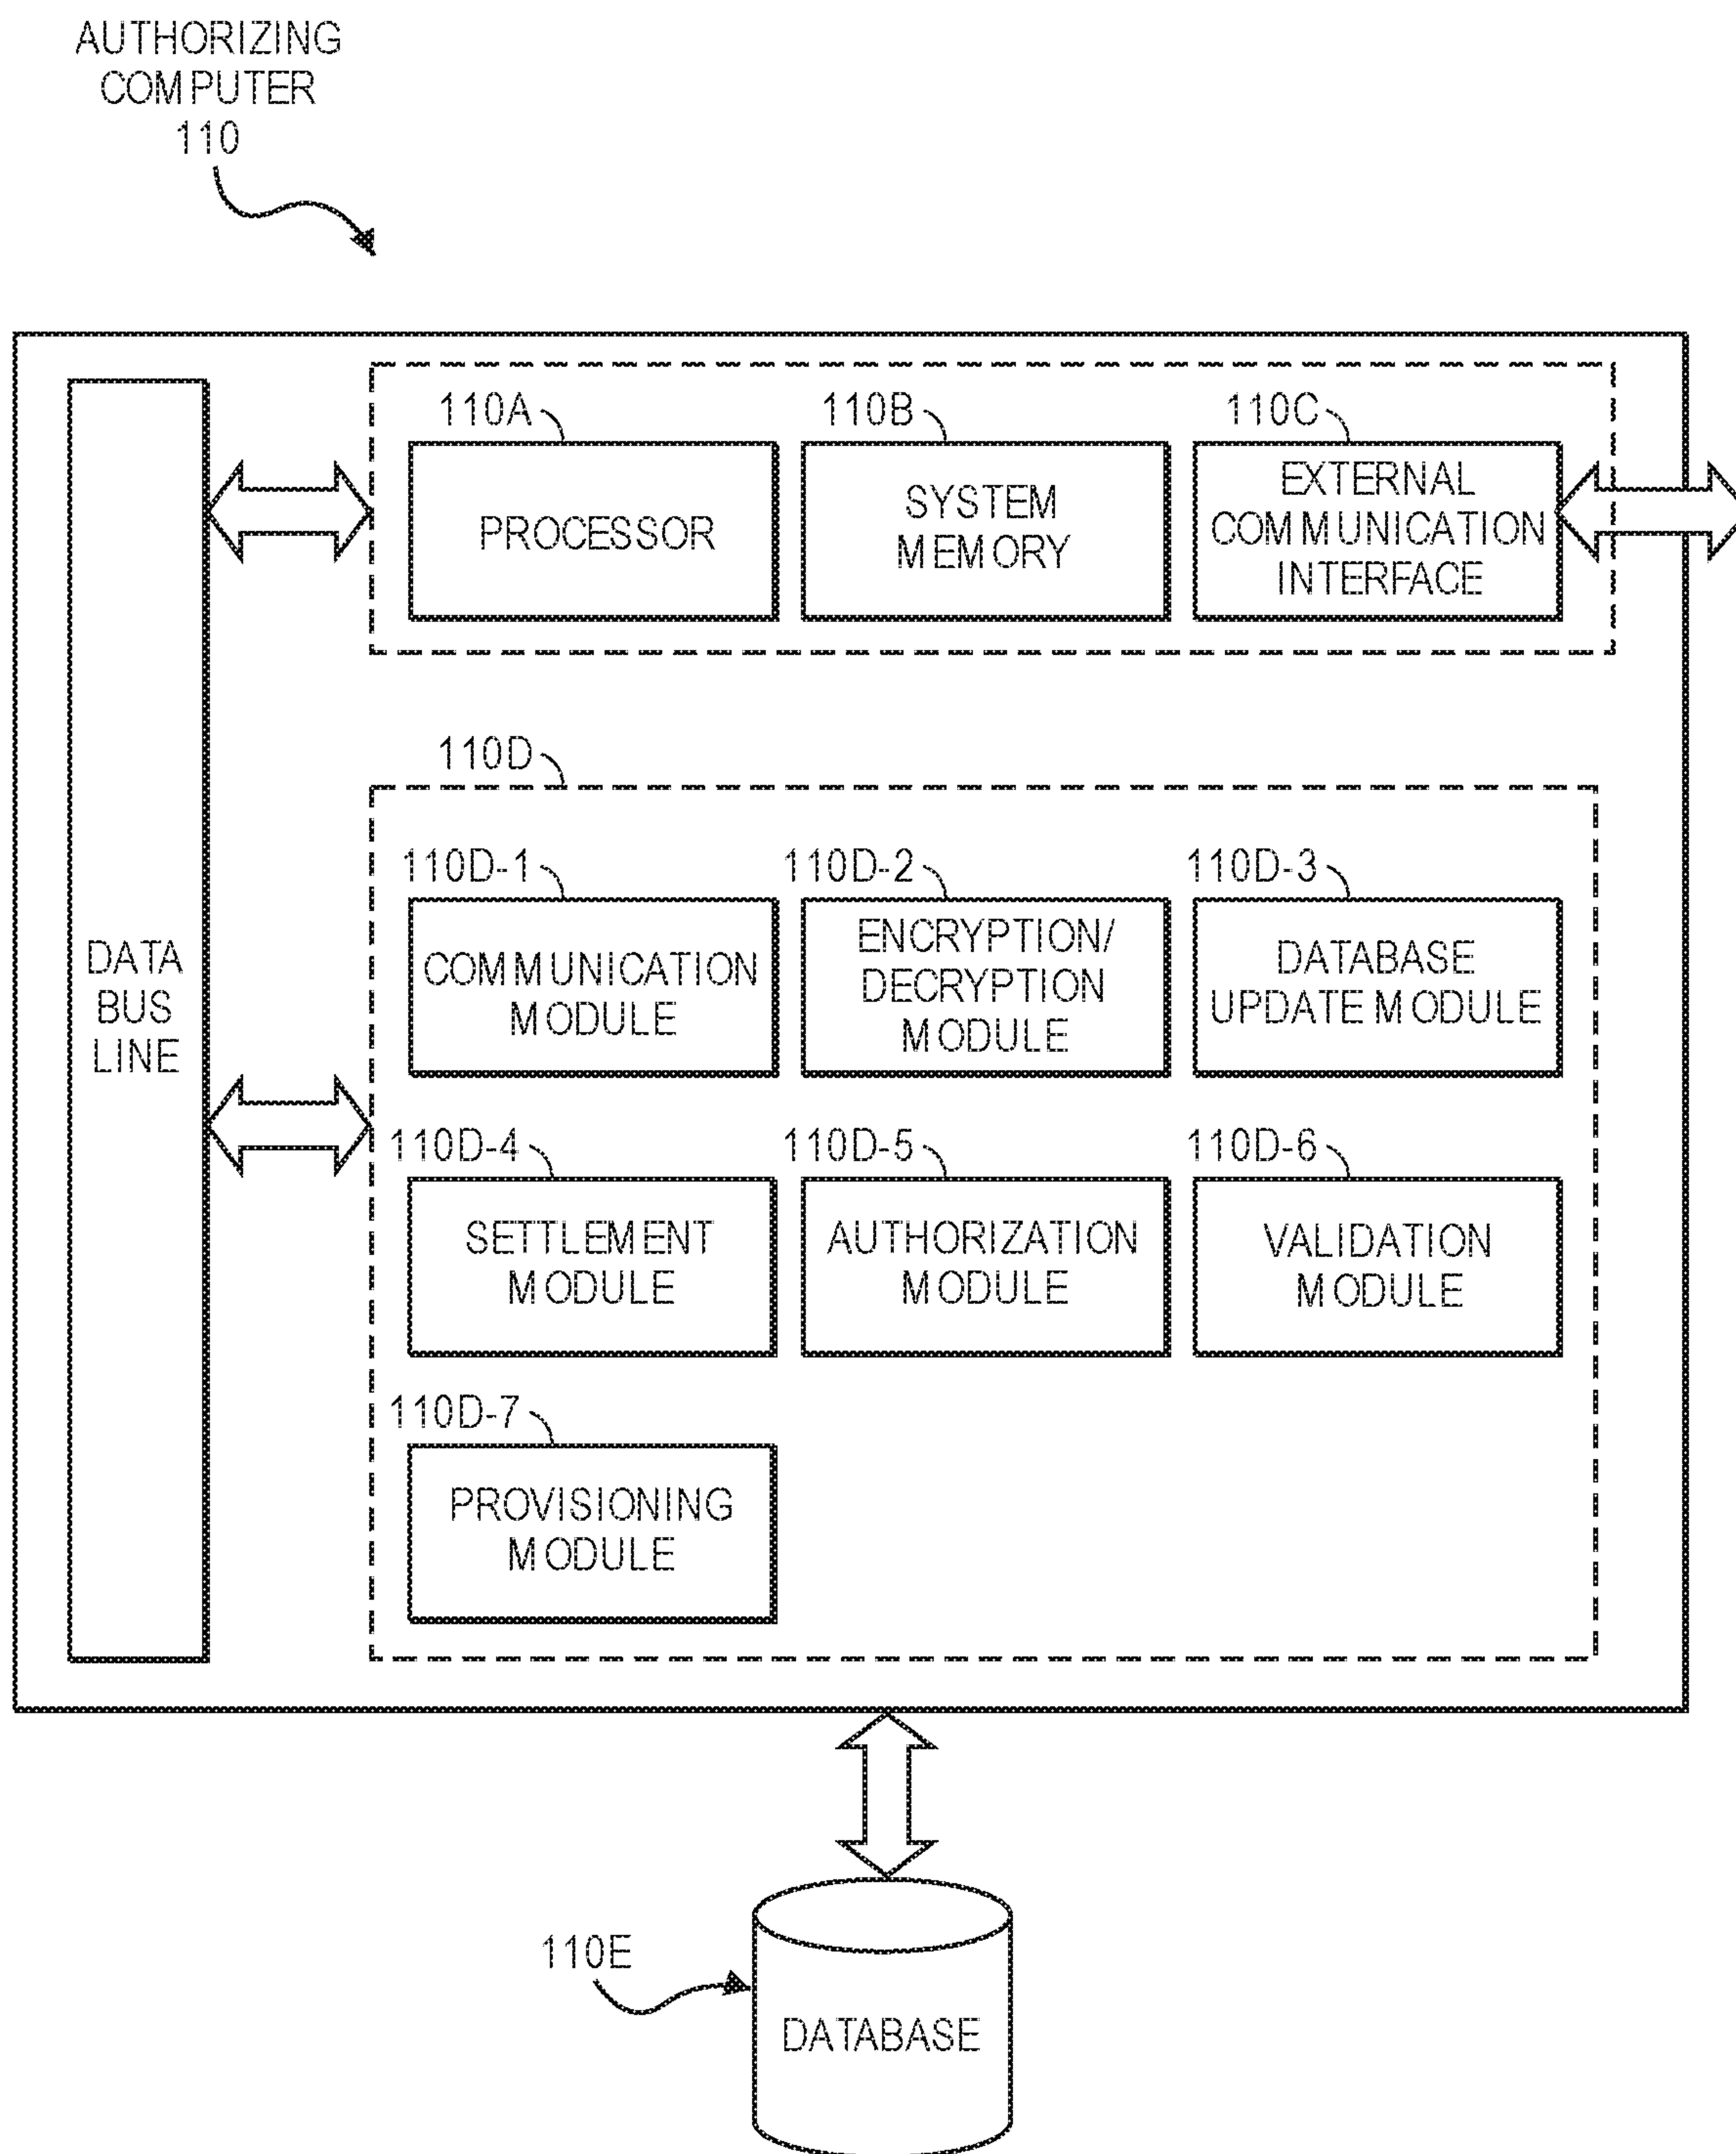 AUTHORIZING
COMPUTER
110
110A
110B
110C
PROCESSOR
SYSTEM
MEMORY
EXTERNAL
COMMUNICATION
INTERFACE
110D
110D-1
110D-2
110D-3
COMMUNICATION
MODULE
ENCRYPTION/
DECRYPTION
MODULE
DATABASE
UPDATE MODULE
DATA
BUS
LINE
110D-4
110D-5
110D-6
SETTLEMENT
MODULE
AUTHORIZATION
MODULE
VALIDATION
MODULE
110D-7
PROVISIONING
MODULE
110E
DATABASE